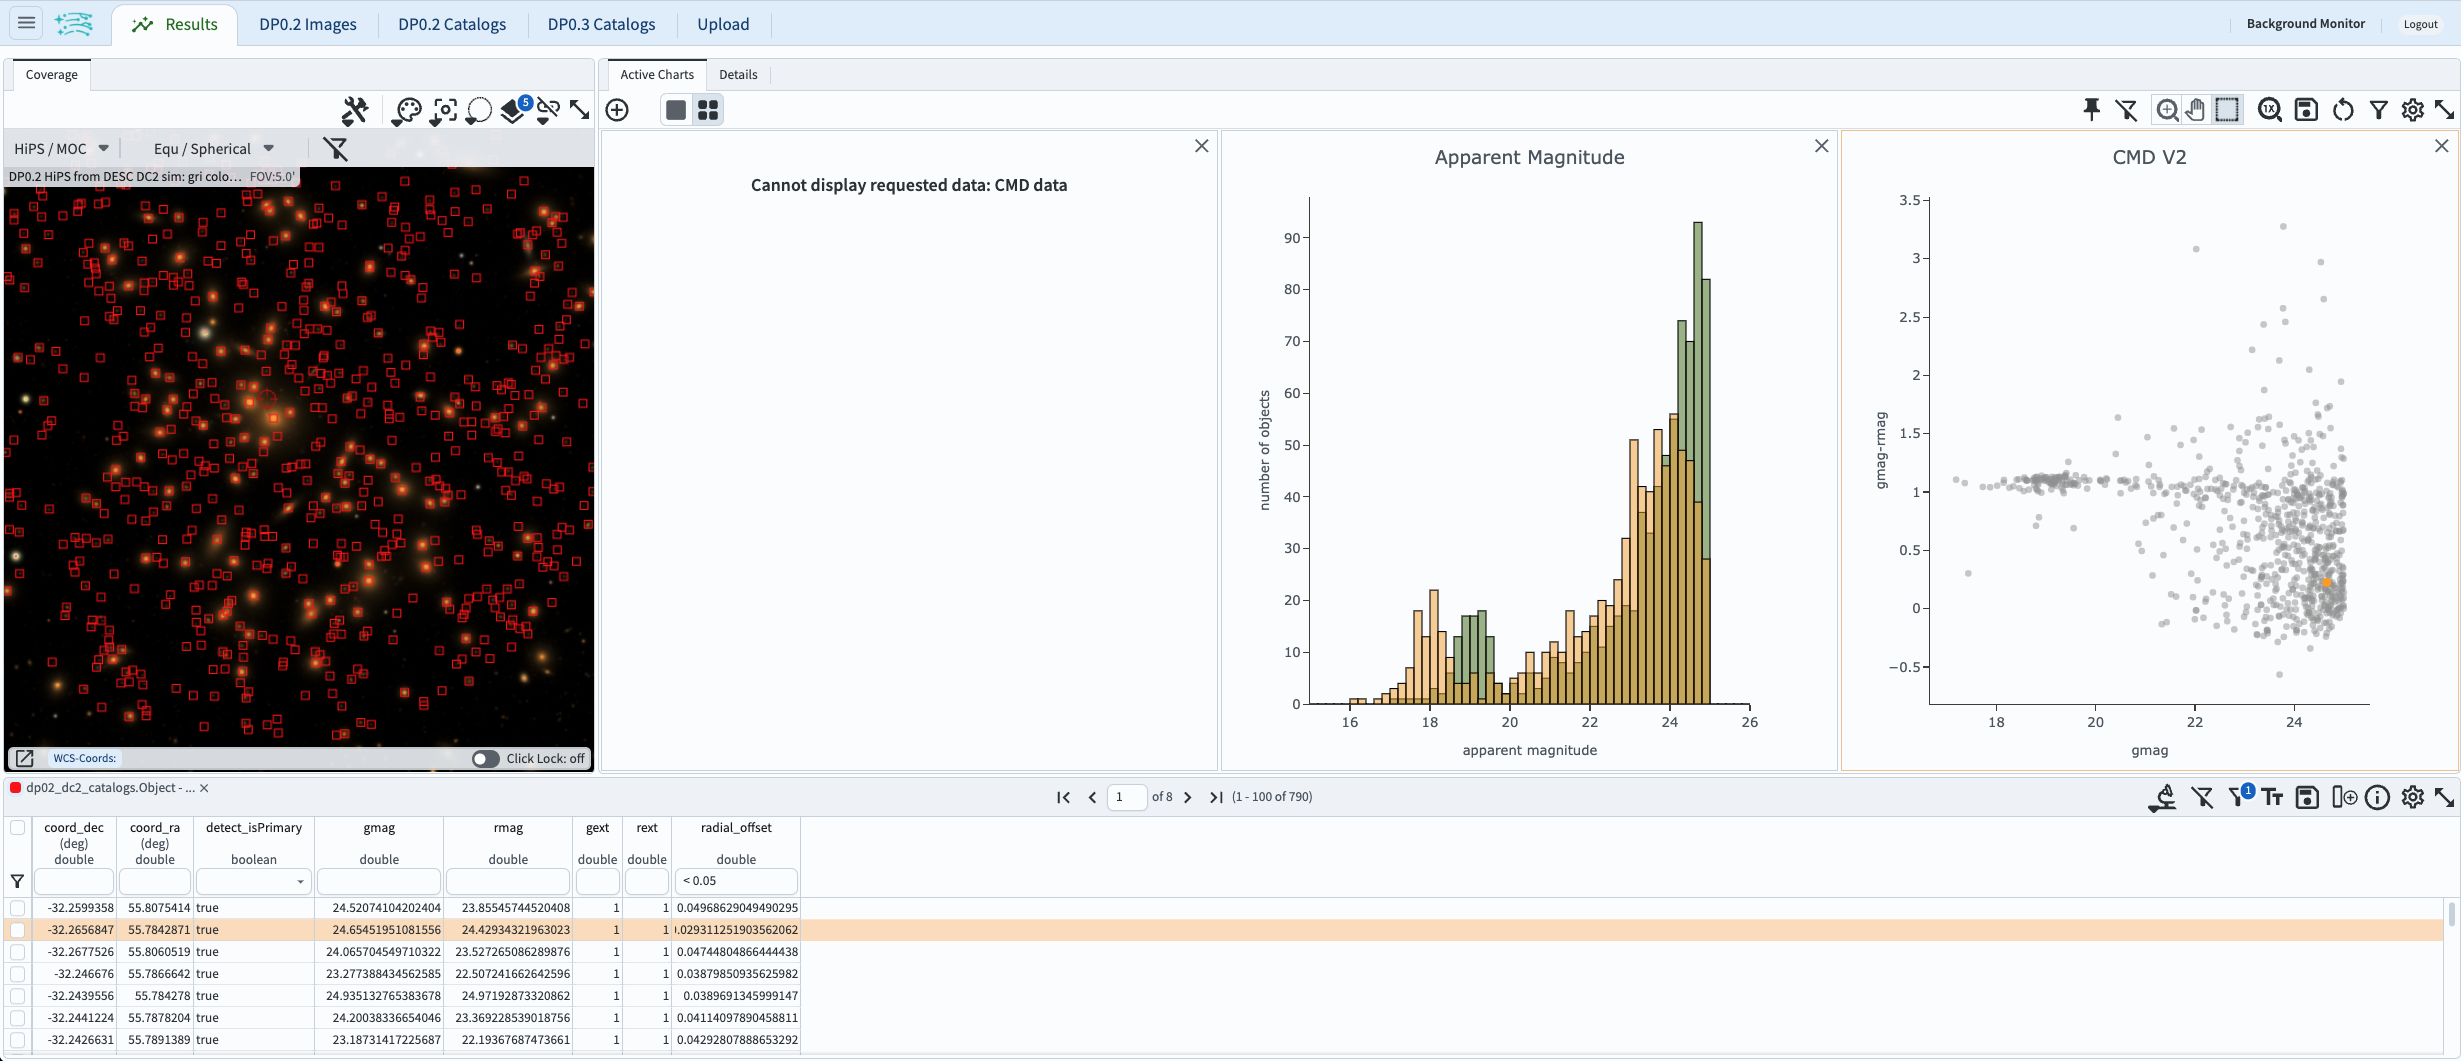 Results
DP0.2 Images
DP0.2 Catalogs
DP0.3 Catalogs
Upload
Background Monitor
Logout
Coverage
5
HiPS / MOC
Equ / Spherical
DP0.2 HiPS from DESC DC2 sim: gri colo... FOV:5.0'
WCS-Coords:
Click Lock: off
Active Charts
Details
1X
Cannot display requested data: CMD data
Apparent Magnitude
90
80
70
60
50
40
30
20
10
0
number of objects
16 18 20 22 24 26
apparent magnitude
CMD V2
3.5
3
2.5
2
1.5
1
0.5
0
−0.5
gmag-rmag
18 20 22 24
gmag
dp02_dc2_catalogs.Object - ...
1 of 8 (1 - 100 of 790)
1
coord_dec coord_ra detect_isPrimary gmag rmag gext rext radial_offset
(deg) (deg)
double double boolean double double double double double
< 0.05
-32.2599358 55.8075414 true 24.52074104202404 23.85545744520408 1 1 0.04968629049490295
-32.2656847 55.7842871 true 24.65451951081556 24.42934321963023 1 1 0.029311251903562062
-32.2677526 55.8060519 true 24.065704549710322 23.527265086289876 1 1 0.04744804866444438
-32.246676 55.7866642 true 23.277388434562585 22.507241662642596 1 1 0.03879850935625982
-32.2439556 55.784278 true 24.935132765383678 24.97192873320862 1 1 0.0389691345999147
-32.2441224 55.7878204 true 24.20038336654046 23.369228539018756 1 1 0.04114097890458811
-32.2426631 55.7891389 true 23.18731417225687 22.19367687473661 1 1 0.04292807888653292